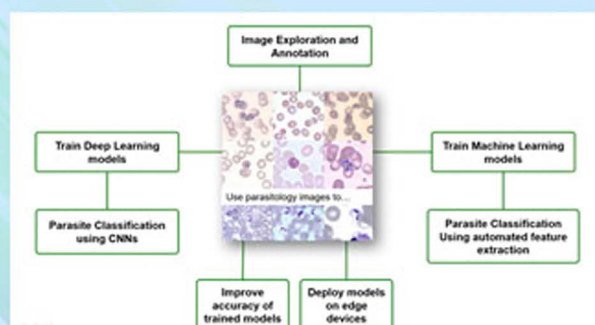 Image Exploration and
Annotation
Train Deep Learning
models
Train Machine Learning
models
Use parasitology images to...
Parasite Classification
using CNNs
Parasite Classification
Using automated feature
extraction
Improve
accuracy of
trained models
Deploy models
on edge
devices